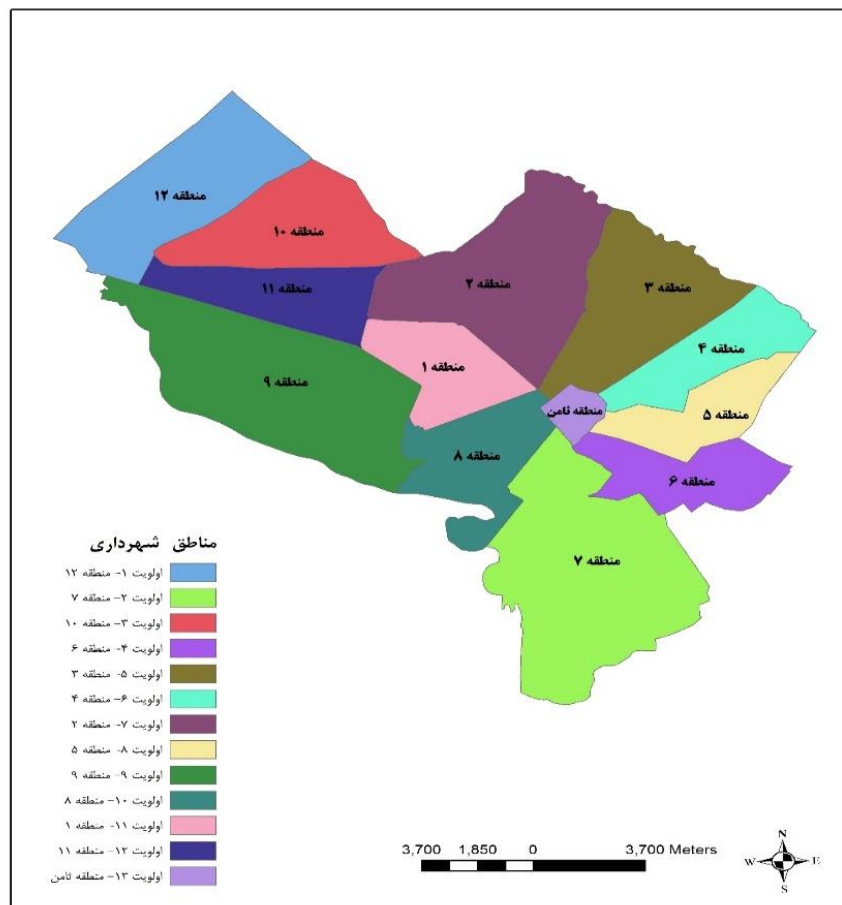 منطقه ۱۲
منطقه ۱۰
منطقه ۱۱
منطقه ۲
منطقه ۳
منطقه ۴
منطقه ۱
منطقه ۹
منطقه ثامن
منطقه ۵
منطقه ۸
منطقه ۶
منطقه ۷
مناطق شهرداری
اولویت ۱- منطقه ۱۲
اولویت ۲- منطقه ۷
اولویت ۳- منطقه ۱۰
اولویت ۴- منطقه ۶
اولویت ۵- منطقه ۳
اولویت ۶- منطقه ۴
اولویت ۷- منطقه ۲
اولویت ۸- منطقه ۵
اولویت ۹- منطقه ۹
اولویت ۱۰- منطقه ۸
اولویت ۱۱- منطقه ۱
اولویت ۱۲- منطقه ۱۱
اولویت ۱۳- منطقه ثامن
3,700 1,850 0 3,700 Meters
N
W E
S